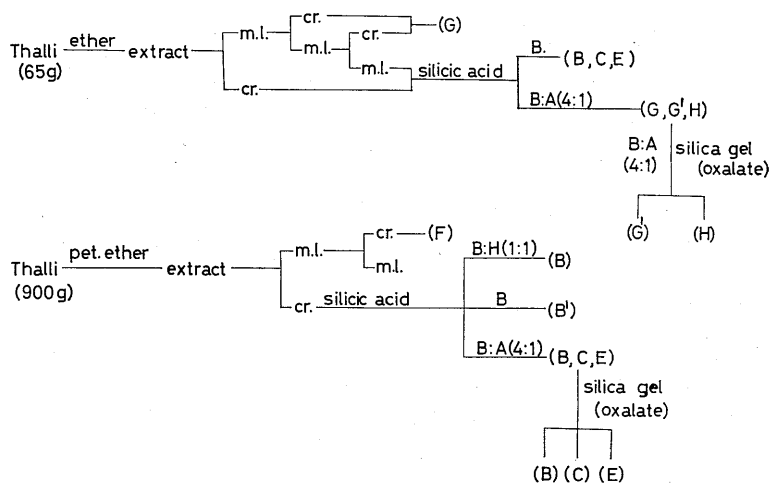 cr.
(G)
m.l.
cr.
Thalli ether extract
m.l.
B.
(B,C,E)
(65g)
m.l.
silicic acid
cr.
B:A(4:1)
(G,G',H)
B:A silica gel
(4:1) (oxalate)
(G') (H)
cr. (F)
pet. ether
m.l.
B:H(1:1)
(B)
Thalli extract
m.l.
(900g)
cr. silicic acid
B
(B')
B:A(4:1)
(B,C,E)
silica gel
(oxalate)
(B) (C) (E)